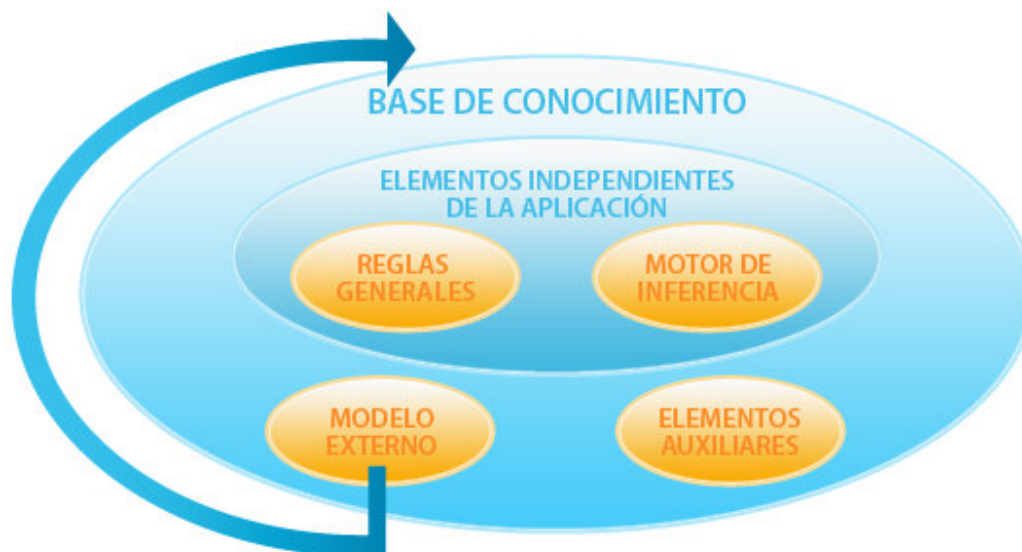 BASE DE CONOCIMIENTO
ELEMENTOS INDEPENDIENTES
DE LA APLICACIÓN
REGLAS
GENERALES
MOTOR DE
INFERENCIA
MODELO
EXTERNO
ELEMENTOS
AUXILIARES